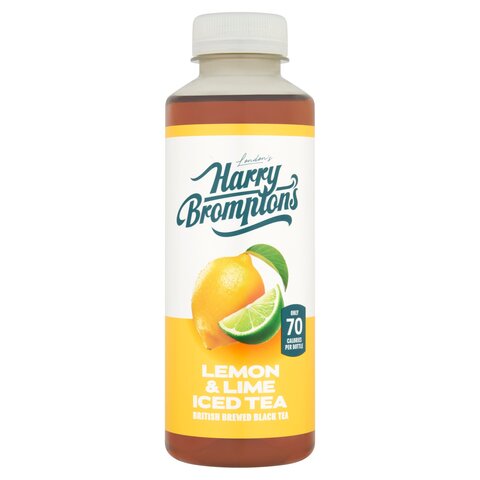 London's
Harry
Bromptons
ONLY
70
CALORIES
PER BOTTLE
LEMON
& LIME
ICED TEA
BRITISH BREWED BLACK TEA